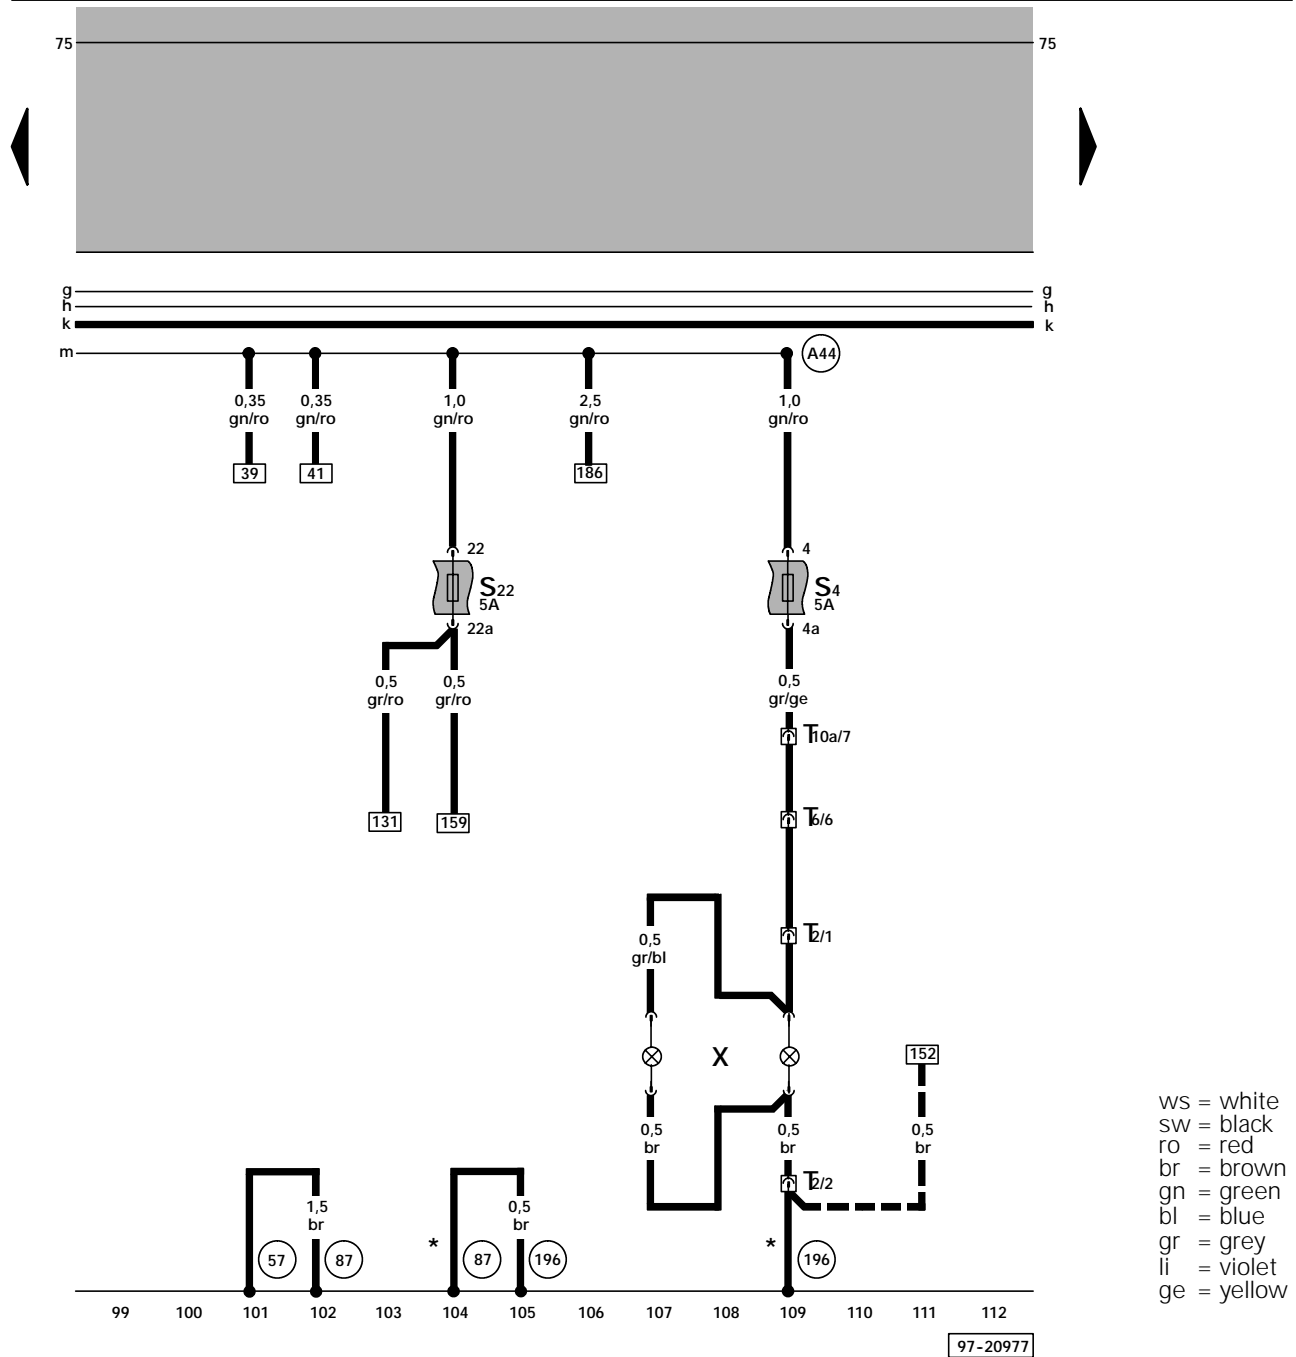 75 75
g g
h h
k k
m A44
0,35 0,35 1,0 2,5 1,0
gn/ro gn/ro gn/ro gn/ro gn/ro
39 41 186
22 4
S22 S4
5A 5A
22a 4a
0,5 0,5 0,5
gr/ro gr/ro gr/ge
T10a/7
131 159 T6/6
0,5 T2/1
gr/bl
X 152
0,5 0,5 0,5
br br br
T2/2
1,5 0,5
br br
* *
57 87 87 196 196
99 100 101 102 103 104 105 106 107 108 109 110 111 112
97-20977
ws = white
sw = black
ro = red
br = brown
gn = green
bl = blue
gr = grey
li = violet
ge = yellow